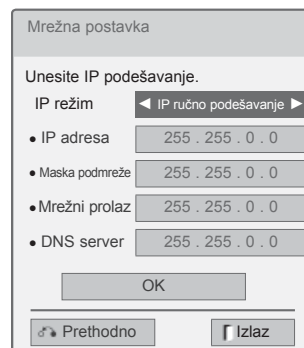 Mrežna postavka
Unesite IP podešavanje.
IP režim ◀ IP ručno podešavanje ▶
• IP adresa 255 . 255 . 0 . 0
• Maska podmreže 255 . 255 . 0 . 0
• Mrežni prolaz 255 . 255 . 0 . 0
• DNS server 255 . 255 . 0 . 0
OK
Prethodno Izlaz